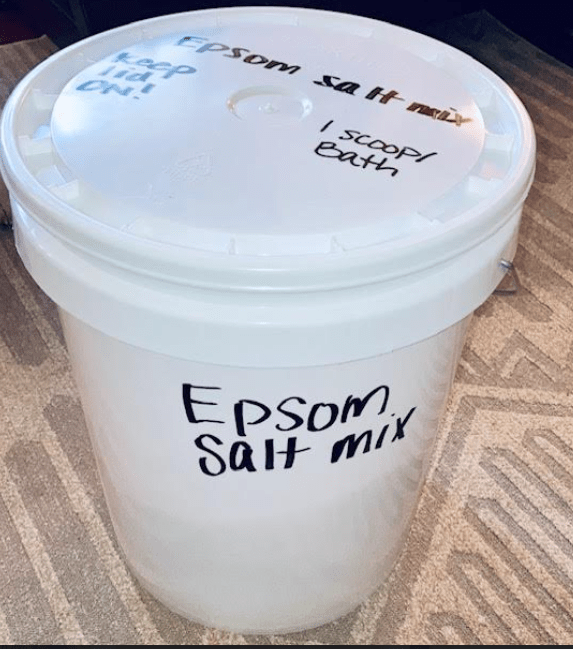 Epsom salt mix
Keep
lid
ON!
1 scoop/
Bath
Epsom
Salt mix